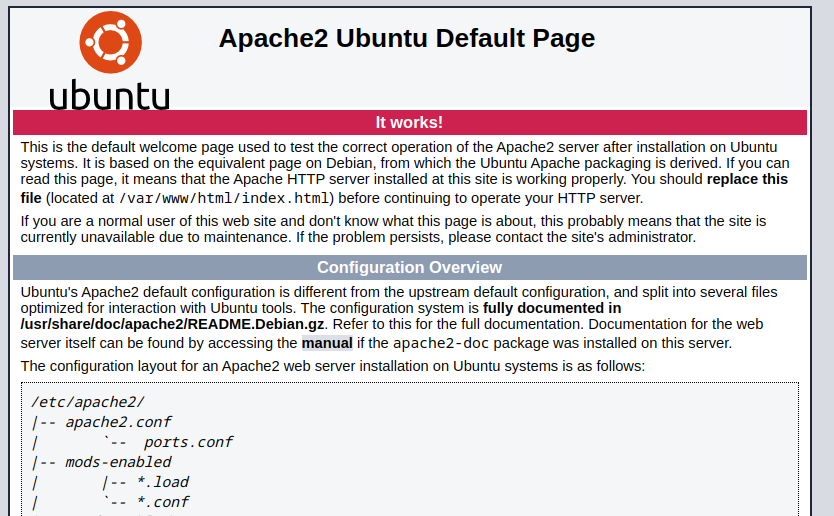 Apache2 Ubuntu Default Page
ubuntu
It works!
This is the default welcome page used to test the correct operation of the Apache2 server after installation on Ubuntu
systems. It is based on the equivalent page on Debian, from which the Ubuntu Apache packaging is derived. If you can
read this page, it means that the Apache HTTP server installed at this site is working properly. You should replace this
file (located at /var/www/html/index.html) before continuing to operate your HTTP server.
If you are a normal user of this web site and don't know what this page is about, this probably means that the site is
currently unavailable due to maintenance. If the problem persists, please contact the site's administrator.
Configuration Overview
Ubuntu's Apache2 default configuration is different from the upstream default configuration, and split into several files
optimized for interaction with Ubuntu tools. The configuration system is fully documented in
/usr/share/doc/apache2/README.Debian.gz. Refer to this for the full documentation. Documentation for the web
server itself can be found by accessing the manual if the apache2-doc package was installed on this server.
The configuration layout for an Apache2 web server installation on Ubuntu systems is as follows:
/etc/apache2/
|-- apache2.conf
|       `--  ports.conf
|-- mods-enabled
|       |-- *.load
|       `-- *.conf